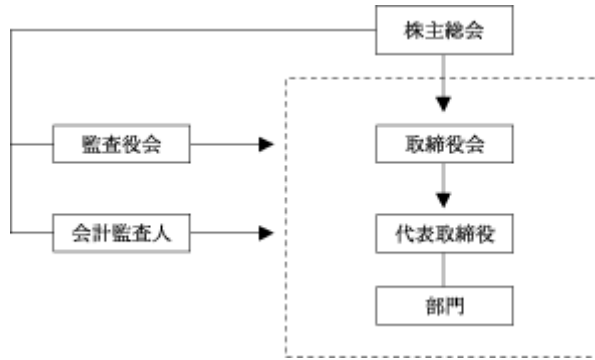 株主総会
監査役会
取締役会
会計監査人
代表取締役
部門